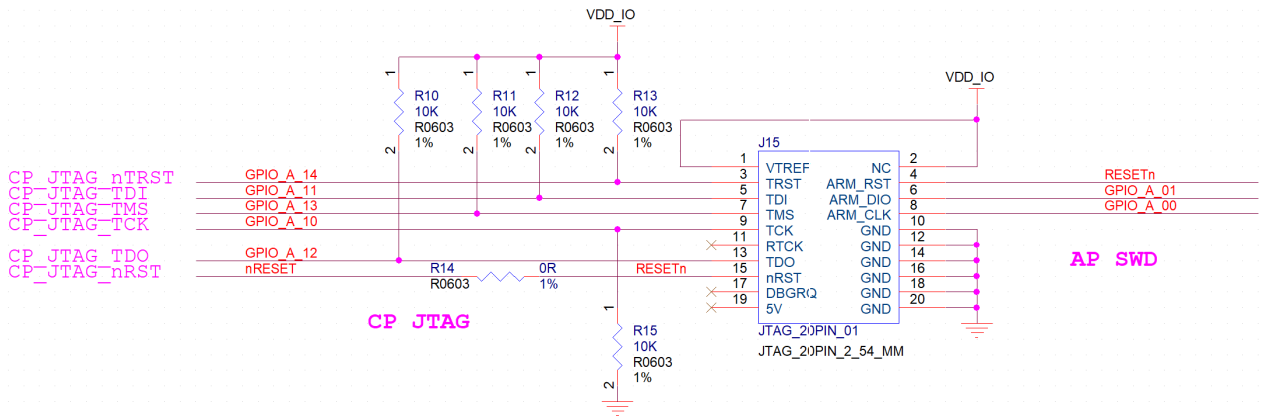 VDD_IO
VDD_IO
1 1 1 1
R10 R11 R12 R13
10K 10K 10K 10K
R0603 R0603 R0603 R0603
1% 1% 1% 1%
2 2 2 2
J15
CP_JTAG_nTRST GPIO_A_14
CP_JTAG_TDI GPIO_A_11
CP_JTAG_TMS GPIO_A_13
CP_JTAG_TCK GPIO_A_10
CP_JTAG_TDO GPIO_A_12
CP_JTAG_nRST nRESET
R14 0R RESETn
R0603 1%
1 VTREF NC 2
3 TRST ARM_RST 4 RESETn
5 TDI ARM_DIO 6 GPIO_A_01
7 TMS ARM_CLK 8 GPIO_A_00
9 TCK GND 10
11 RTCK GND 12
13 TDO GND 14
15 nRST GND 16
17 DBGRQ GND 18
19 5V GND 20
AP SWD
CP JTAG
JTAG_20PIN_01
JTAG_20PIN_2_54_MM
1
R15
10K
R0603
1%
2